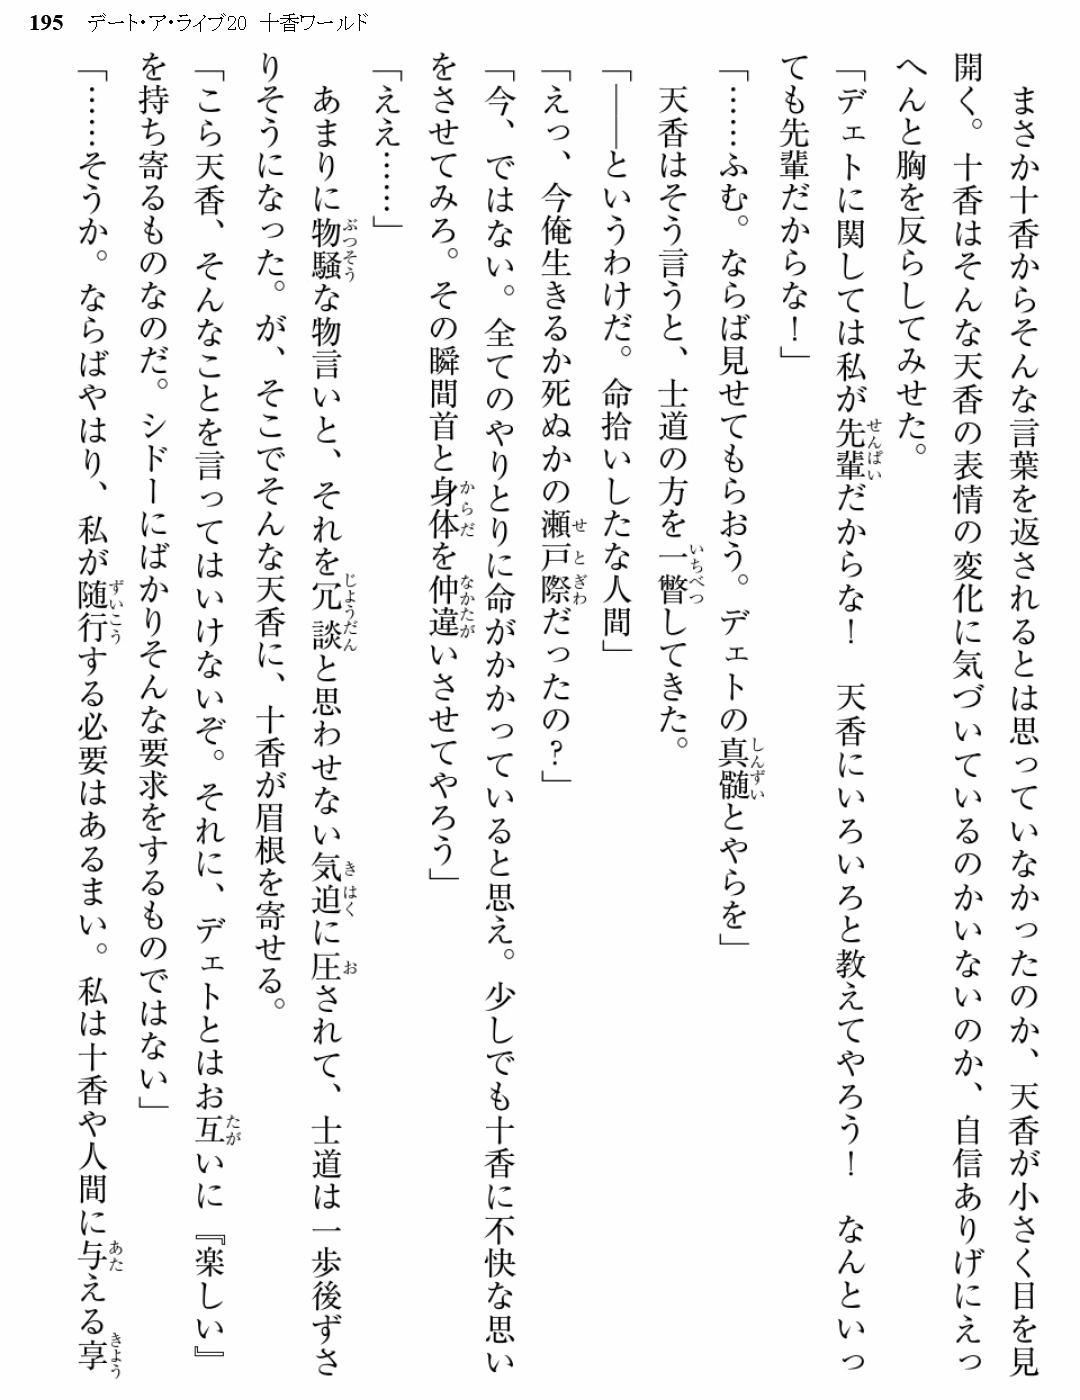 195 デート・ア・ライブ20 十香ワールド
まさか十香からそんな言葉を返されるとは思っていなかったのか、天香が小さく目を見
開く。十香はそんな天香の表情の変化に気づいているのかいないのか、自信ありげにえっ
へんと胸を反らしてみせた。
「デェトに関しては私が先輩だからな！　天香にいろいろと教えてやろう！　なんといっ
ても先輩だからな！」
「……ふむ。ならば見せてもらおう。デェトの真髄とやらを」
天香はそう言うと、士道の方を一瞥してきた。
「――というわけだ。命拾いしたな人間」
「えっ、今俺生きるか死ぬかの瀬戸際だったの？」
「今、ではない。全てのやりとりに命がかかっていると思え。少しでも十香に不快な思い
をさせてみろ。その瞬間首と身体を仲違いさせてやろう」
「ええ……」
あまりに物騒な物言いと、それを冗談と思わせない気迫に圧されて、士道は一歩後ずさ
りそうになった。が、そこでそんな天香に、十香が眉根を寄せる。
「こら天香、そんなことを言ってはいけないぞ。それに、デェトとはお互いに『楽しい』
を持ち寄るものなのだ。シドーにばかりそんな要求をするものではない」
「……そうか。ならばやはり、私が随行する必要はあるまい。私は十香や人間に与える享